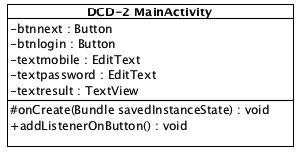 DCD-2 MainActivity
-btnnext : Button
-btnlogin : Button
-textmobile : EditText
-textpassword : EditText
-textresult : TextView
#onCreate(Bundle savedInstanceState) : void
+addListenerOnButton() : void